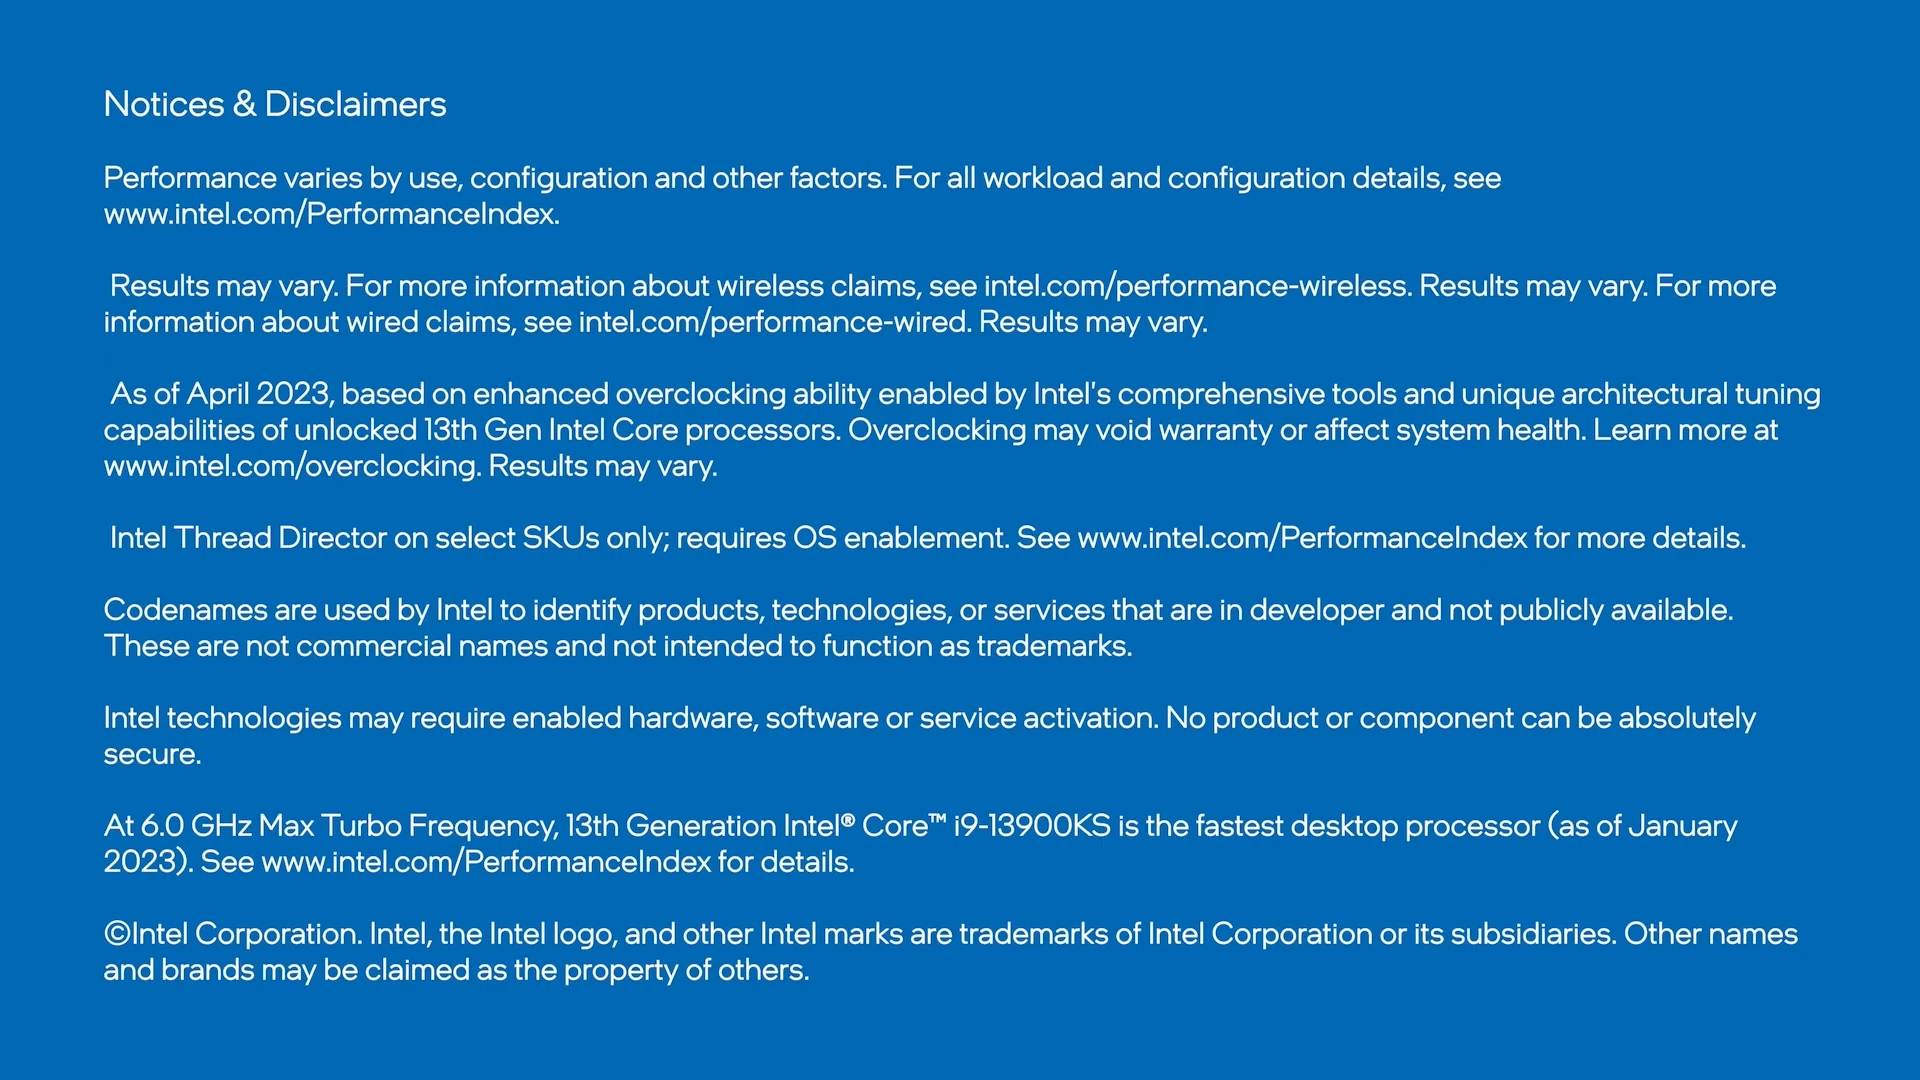 Notices & Disclaimers
Performance varies by use, configuration and other factors. For all workload and configuration details, see
www.intel.com/PerformanceIndex.
Results may vary. For more information about wireless claims, see intel.com/performance-wireless. Results may vary. For more
information about wired claims, see intel.com/performance-wired. Results may vary.
As of April 2023, based on enhanced overclocking ability enabled by Intel's comprehensive tools and unique architectural tuning
capabilities of unlocked 13th Gen Intel Core processors. Overclocking may void warranty or affect system health. Learn more at
www.intel.com/overclocking. Results may vary.
Intel Thread Director on select SKUs only; requires OS enablement. See www.intel.com/PerformanceIndex for more details.
Codenames are used by Intel to identify products, technologies, or services that are in developer and not publicly available.
These are not commercial names and not intended to function as trademarks.
Intel technologies may require enabled hardware, software or service activation. No product or component can be absolutely
secure.
At 6.0 GHz Max Turbo Frequency, 13th Generation Intel® Core™ i9-13900KS is the fastest desktop processor (as of January
2023). See www.intel.com/PerformanceIndex for details.
©Intel Corporation. Intel, the Intel logo, and other Intel marks are trademarks of Intel Corporation or its subsidiaries. Other names
and brands may be claimed as the property of others.